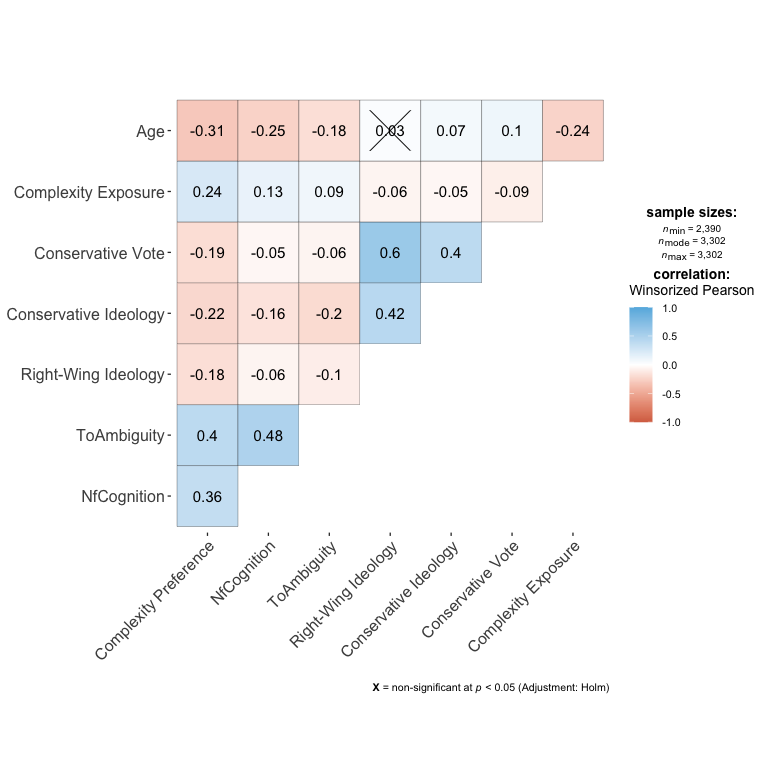 Age
-0.31 -0.25 -0.18 0.03 0.07 0.1 -0.24
Complexity Exposure
0.24 0.13 0.09 -0.06 -0.05 -0.09
Conservative Vote
-0.19 -0.05 -0.06 0.6 0.4
Conservative Ideology
-0.22 -0.16 -0.2 0.42
Right-Wing Ideology
-0.18 -0.06 -0.1
ToAmbiguity
0.4 0.48
NfCognition
0.36
Complexity Preference
NfCognition
ToAmbiguity
Right-Wing Ideology
Conservative Ideology
Conservative Vote
Complexity Exposure
sample sizes:
nmin = 2,390
nmode = 3,302
nmax = 3,302
correlation:
Winsorized Pearson
1.0
0.5
0.0
-0.5
-1.0
X = non-significant at p < 0.05 (Adjustment: Holm)